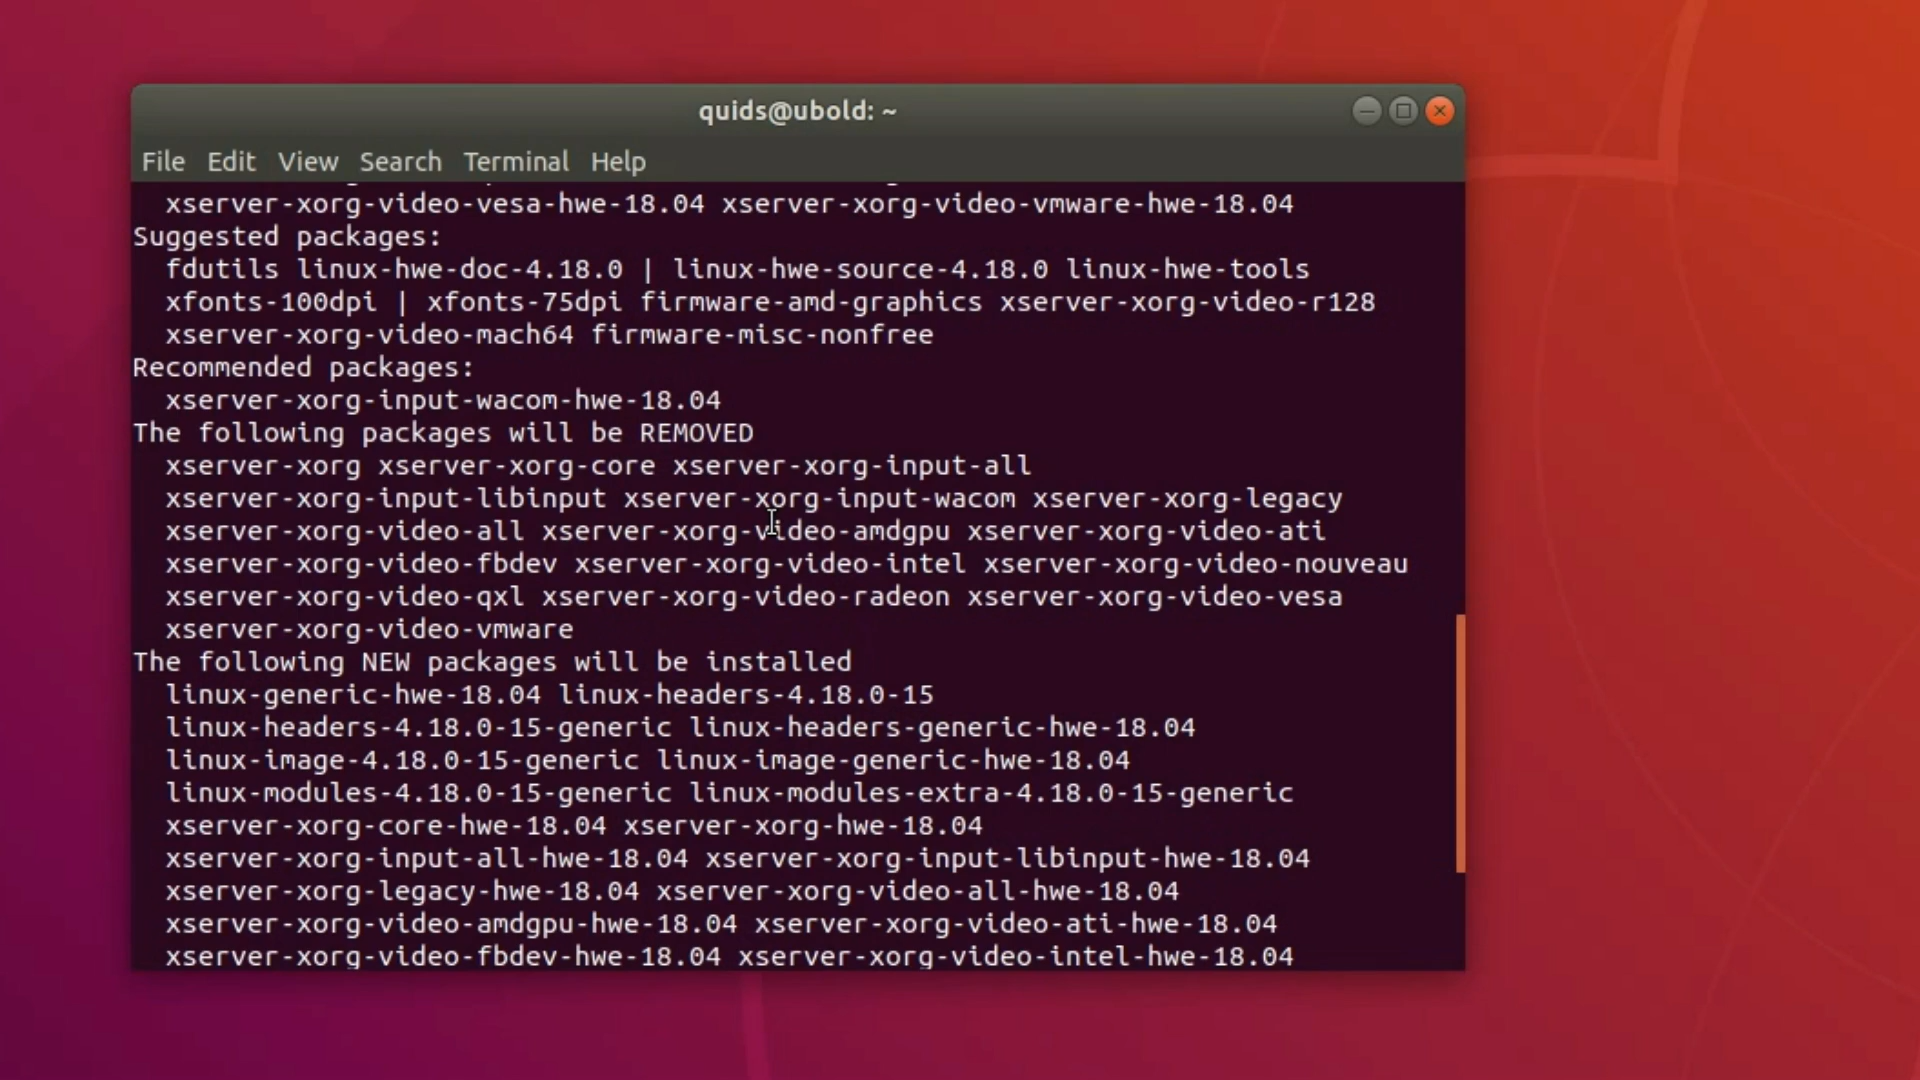 quids@ubold: ~
File Edit View Search Terminal Help
xserver-xorg-video-vesa-hwe-18.04 xserver-xorg-video-vmware-hwe-18.04
Suggested packages:
fdutils linux-hwe-doc-4.18.0 | linux-hwe-source-4.18.0 linux-hwe-tools
xfonts-100dpi | xfonts-75dpi firmware-amd-graphics xserver-xorg-video-r128
xserver-xorg-video-mach64 firmware-misc-nonfree
Recommended packages:
xserver-xorg-input-wacom-hwe-18.04
The following packages will be REMOVED
xserver-xorg xserver-xorg-core xserver-xorg-input-all
xserver-xorg-input-libinput xserver-xorg-input-wacom xserver-xorg-legacy
xserver-xorg-video-all xserver-xorg-video-amdgpu xserver-xorg-video-ati
xserver-xorg-video-fbdev xserver-xorg-video-intel xserver-xorg-video-nouveau
xserver-xorg-video-qxl xserver-xorg-video-radeon xserver-xorg-video-vesa
xserver-xorg-video-vmware
The following NEW packages will be installed
linux-generic-hwe-18.04 linux-headers-4.18.0-15
linux-headers-4.18.0-15-generic linux-headers-generic-hwe-18.04
linux-image-4.18.0-15-generic linux-image-generic-hwe-18.04
linux-modules-4.18.0-15-generic linux-modules-extra-4.18.0-15-generic
xserver-xorg-core-hwe-18.04 xserver-xorg-hwe-18.04
xserver-xorg-input-all-hwe-18.04 xserver-xorg-input-libinput-hwe-18.04
xserver-xorg-legacy-hwe-18.04 xserver-xorg-video-all-hwe-18.04
xserver-xorg-video-amdgpu-hwe-18.04 xserver-xorg-video-ati-hwe-18.04
xserver-xorg-video-fbdev-hwe-18.04 xserver-xorg-video-intel-hwe-18.04